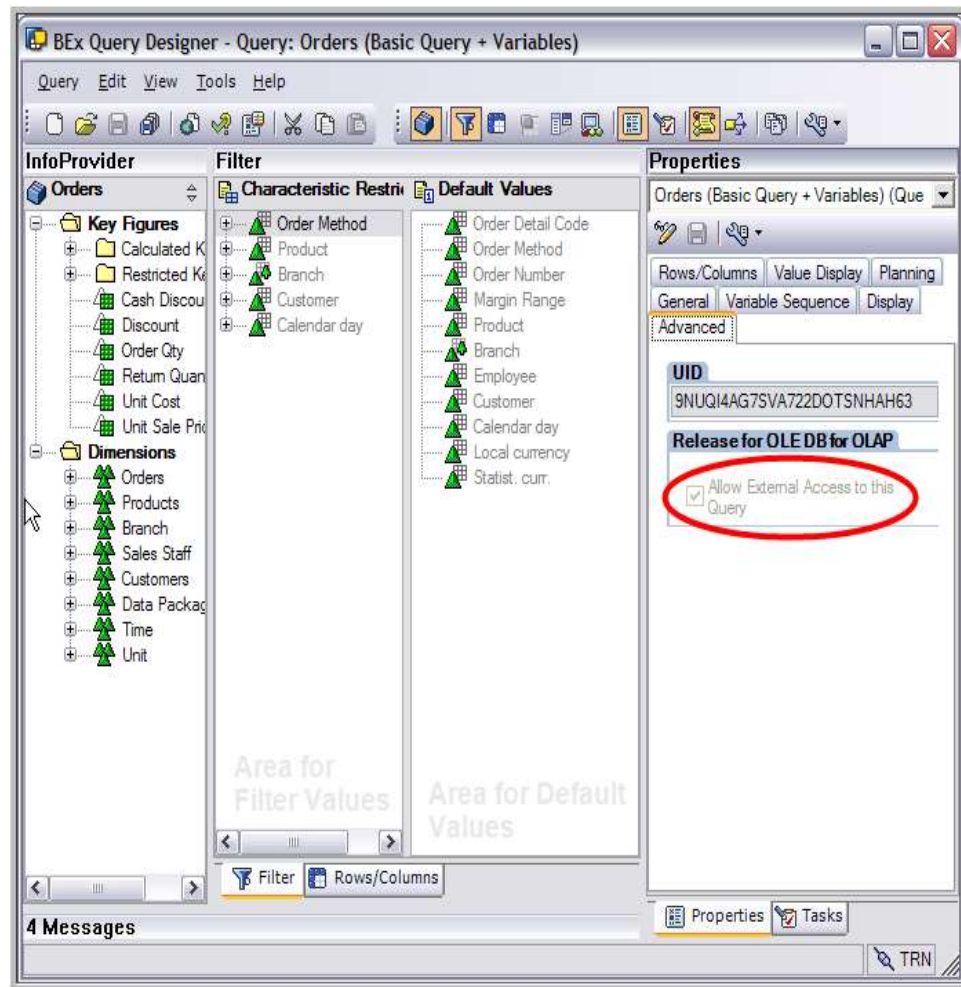 BEx Query Designer - Query: Orders (Basic Query + Variables)
Query Edit View Tools Help
InfoProvider
Orders
Key Figures
Calculated K
Restricted Ke
Cash Discou
Discount
Order Qty
Return Quan
Unit Cost
Unit Sale Pric
Dimensions
Orders
Products
Branch
Sales Staff
Customers
Data Packag
Time
Unit
Filter
Characteristic Restric
Order Method
Product
Branch
Customer
Calendar day
Area for
Filter Values
Default Values
Order Detail Code
Order Method
Order Number
Margin Range
Product
Branch
Employee
Customer
Calendar day
Local currency
Statist. curr.
Area for Default
Values
Filter Rows/Columns
Properties
Orders (Basic Query + Variables) (Que
Rows/Columns Value Display Planning
General Variable Sequence Display
Advanced
UID
9NUQI4AG7SVA722DOTSNHAH63
Release for OLE DB for OLAP
Allow External Access to this
Query
Properties Tasks
4 Messages
TRN